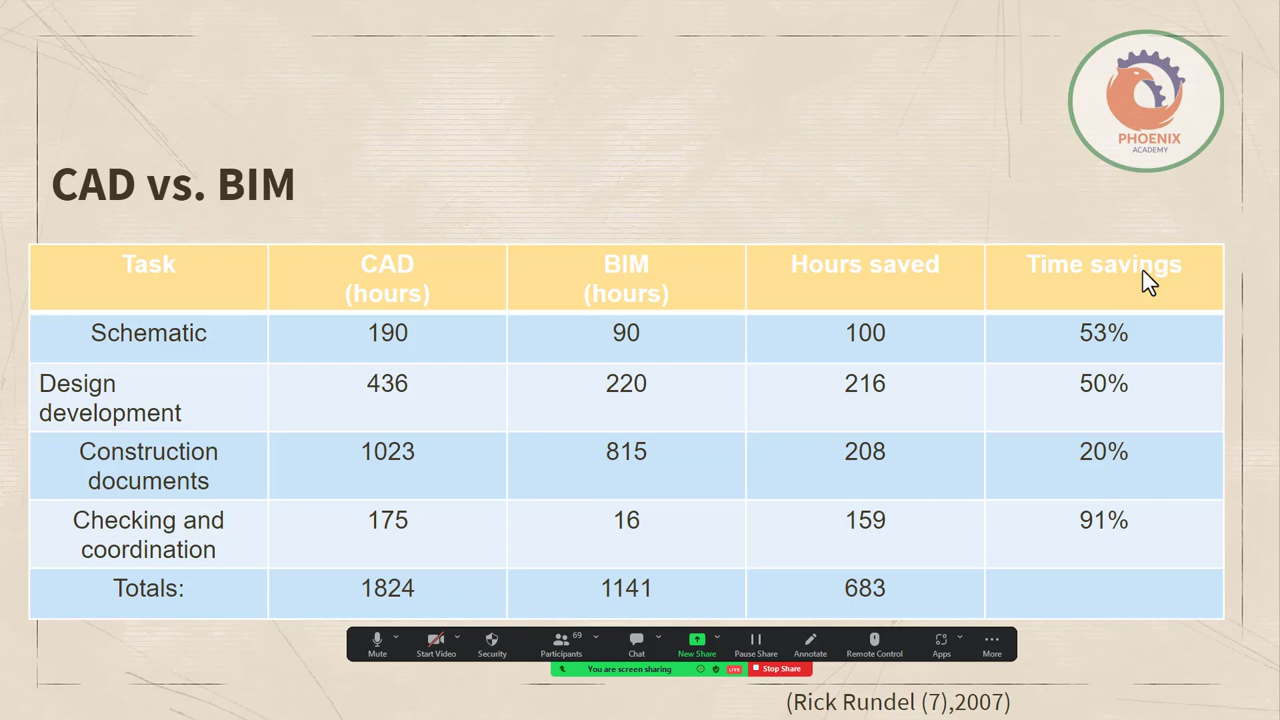 PHOENIX
ACADEMY
CAD vs. BIM
Task CAD (hours) BIM (hours) Hours saved Time savings
Schematic 190 90 100 53%
Design development 436 220 216 50%
Construction documents 1023 815 208 20%
Checking and coordination 175 16 159 91%
Totals: 1824 1141 683
Mute Start Video Security Participants 69 Chat New Share Pause Share Annotate Remote Control Apps More
You are screen sharing LIVE Stop Share
(Rick Rundel (7),2007)